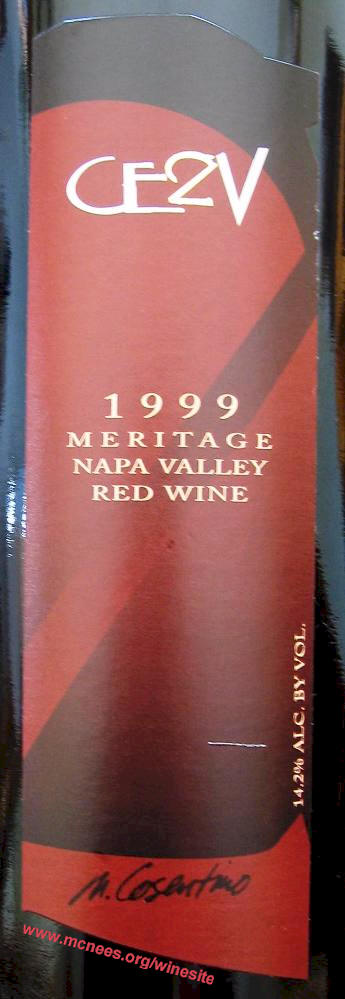 CE2V
1999
MERITAGE
NAPA VALLEY
RED WINE
14.2% ALC. BY VOL.
M. Cosentino
www.mcnees.org/winesite